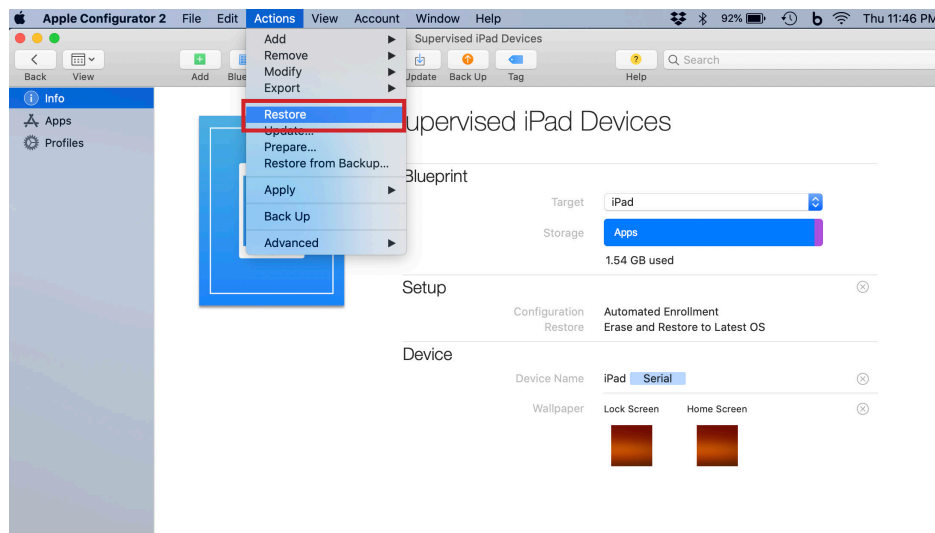 Apple Configurator 2 File Edit Actions View Account Window Help 92% Thu 11:46 PM
Add
Remove
Modify
Export
Restore
Update...
Prepare...
Restore from Backup...
Apply
Back Up
Advanced
Supervised iPad Devices
Back View Add Blue Update Back Up Tag Help Search
Info
Apps
Profiles
upervised iPad Devices
Blueprint
Target iPad
Storage Apps
1.54 GB used
Setup
Configuration Automated Enrollment
Restore Erase and Restore to Latest OS
Device
Device Name iPad Serial
Wallpaper Lock Screen Home Screen